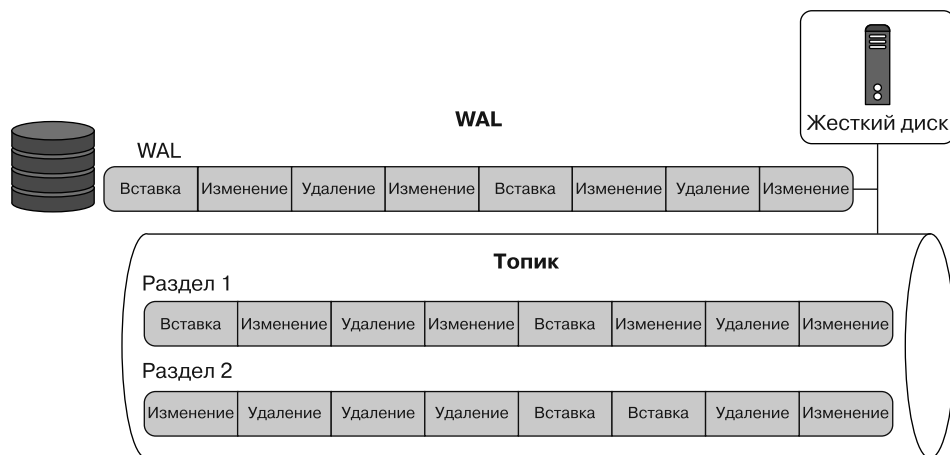 Жесткий диск
WAL
WAL
Вставка Изменение Удаление Изменение Вставка Изменение Удаление Изменение
Топик
Раздел 1
Вставка Изменение Удаление Изменение Вставка Изменение Удаление Изменение
Раздел 2
Изменение Удаление Удаление Удаление Вставка Вставка Удаление Изменение